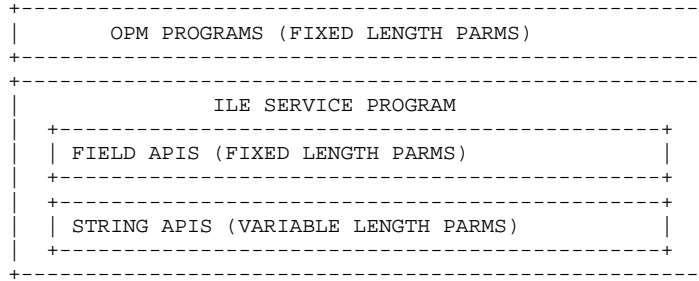 OPM PROGRAMS (FIXED LENGTH PARMS)
ILE SERVICE PROGRAM
FIELD APIS (FIXED LENGTH PARMS)
STRING APIS (VARIABLE LENGTH PARMS)